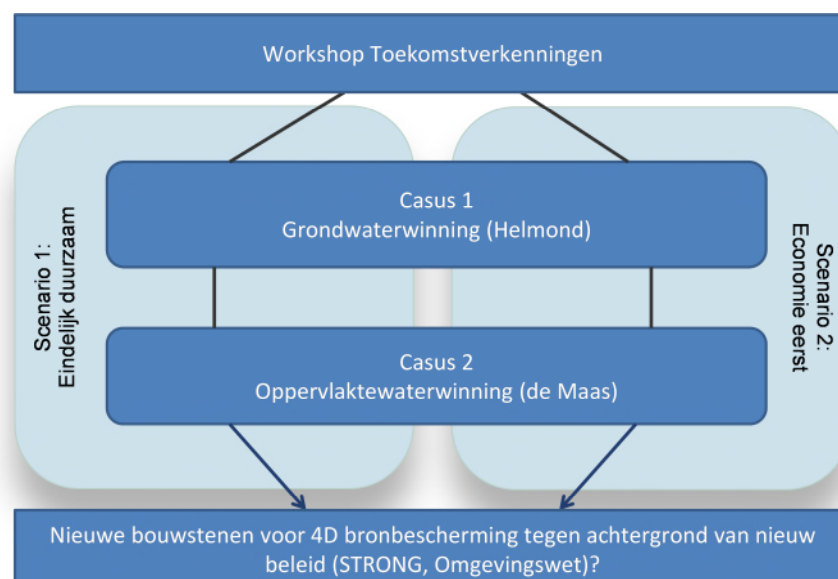 Workshop Toekomstverkenningen
Scenario 1:
Eindelijk duurzaam
Casus 1
Grondwaterwinning (Helmond)
Scenario 2:
Economie eerst
Casus 2
Oppervlaktewaterwinning (de Maas)
Nieuwe bouwstenen voor 4D bronbescherming tegen achtergrond van nieuw
beleid (STRONG, Omgevingswet)?